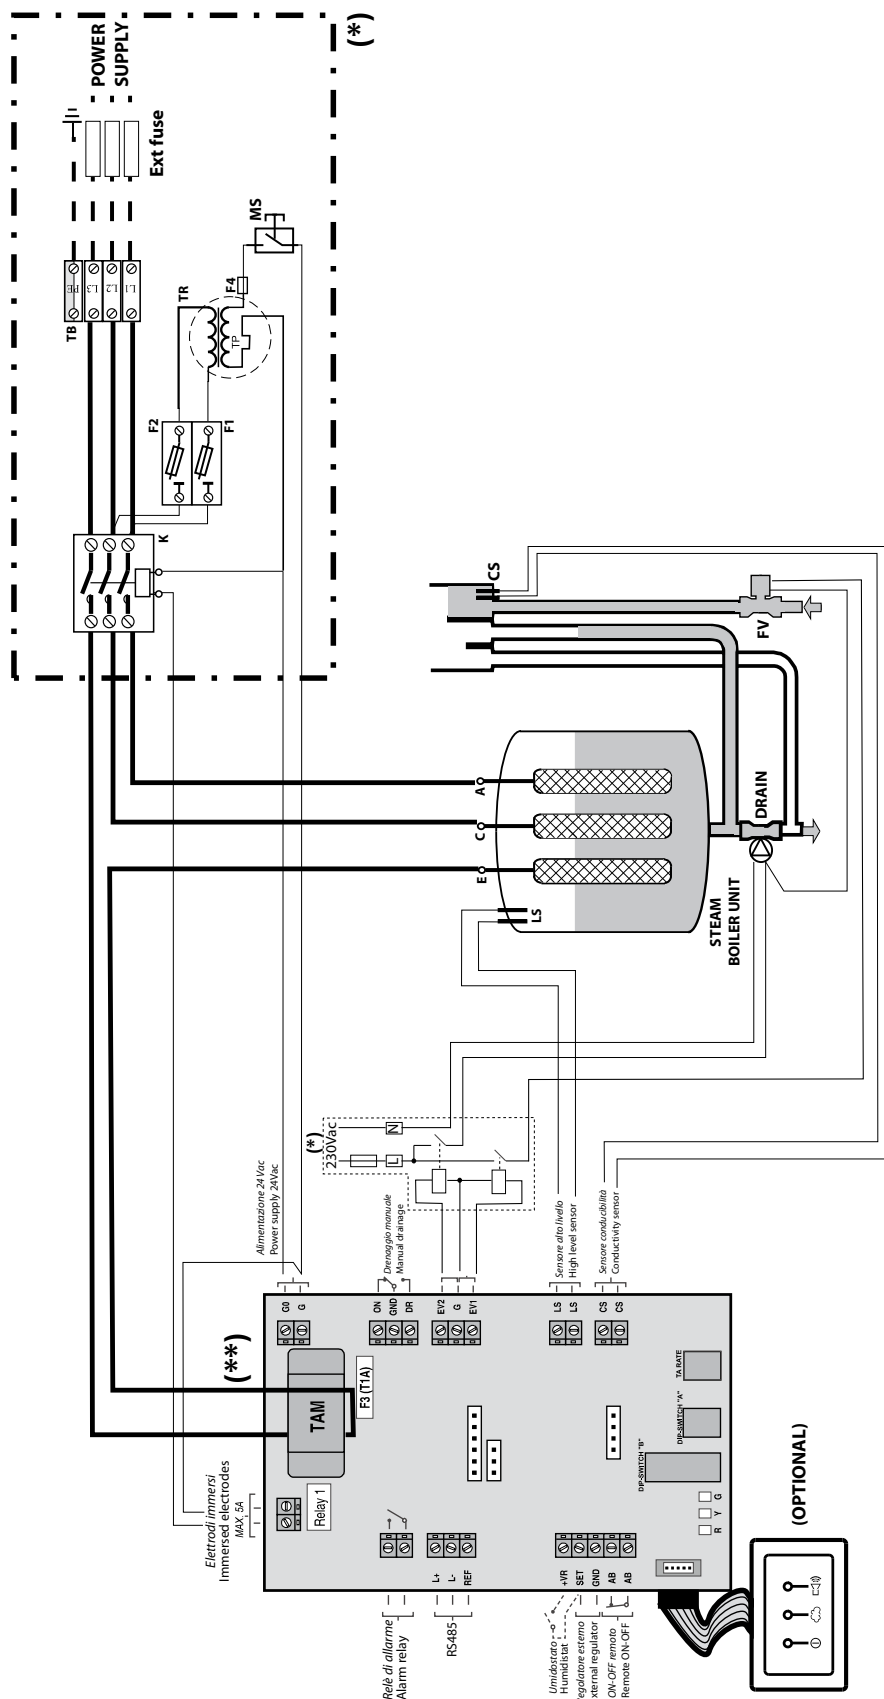 (*)
POWER
SUPPLY
Ext fuse
MS
TB
PE
L3
L2
L1
TR
F4
TP
F2
F1
K
CS
FV
A
C
E
LS
DRAIN
STEAM
BOILER UNIT
(*)
230Vac
L
N
Alimentazione 24 Vac
Power supply 24Vac
Drenaggio manuale
Manual drainage
Sensore alto livello
High level sensor
Sensore conducibilità
Conductivity sensor
G0
G
ON
GND
DR
EV2
G
EV1
LS
LS
CS
CS
(**)
TAM
F3 (T1A)
TA RATE
DIP-SWITCH "A"
DIP-SWITCH "B"
Elettrodi immersi
Immersed electrodes
MAX. 5A
Relay 1
R
Y
G
L+
L-
REF
+VR
SET
GND
AB
AB
Relè di allarme
Alarm relay
RS485
Umidostato
Humidistat
egolatore esterno
xternal regulator
ON-OFF remoto
Remote ON-OFF
(OPTIONAL)